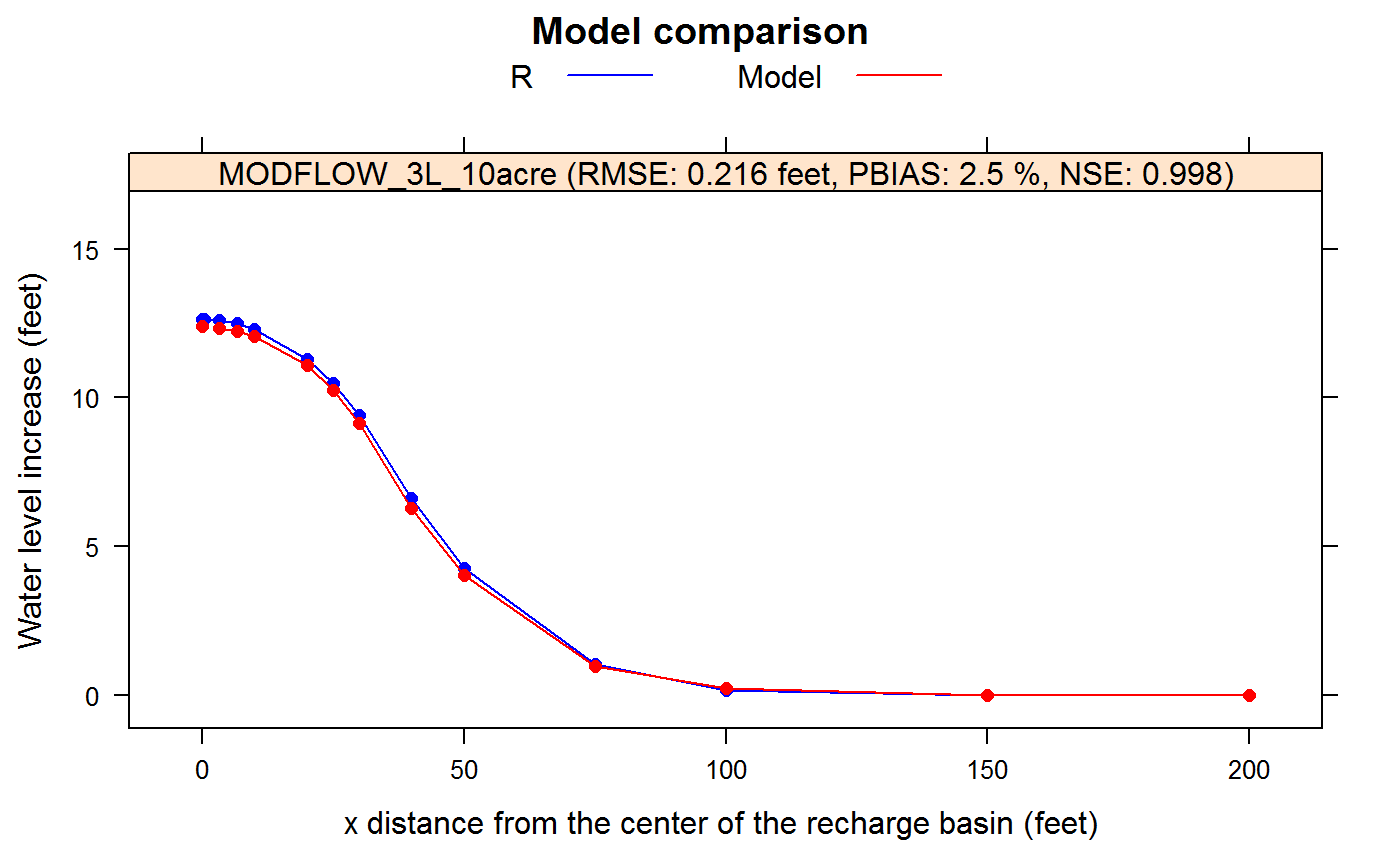 Model comparison
R Model
MODFLOW_3L_10acre (RMSE: 0.216 feet, PBIAS: 2.5 %, NSE: 0.998)
Water level increase (feet)
15
10
5
0
0 50 100 150 200
x distance from the center of the recharge basin (feet)